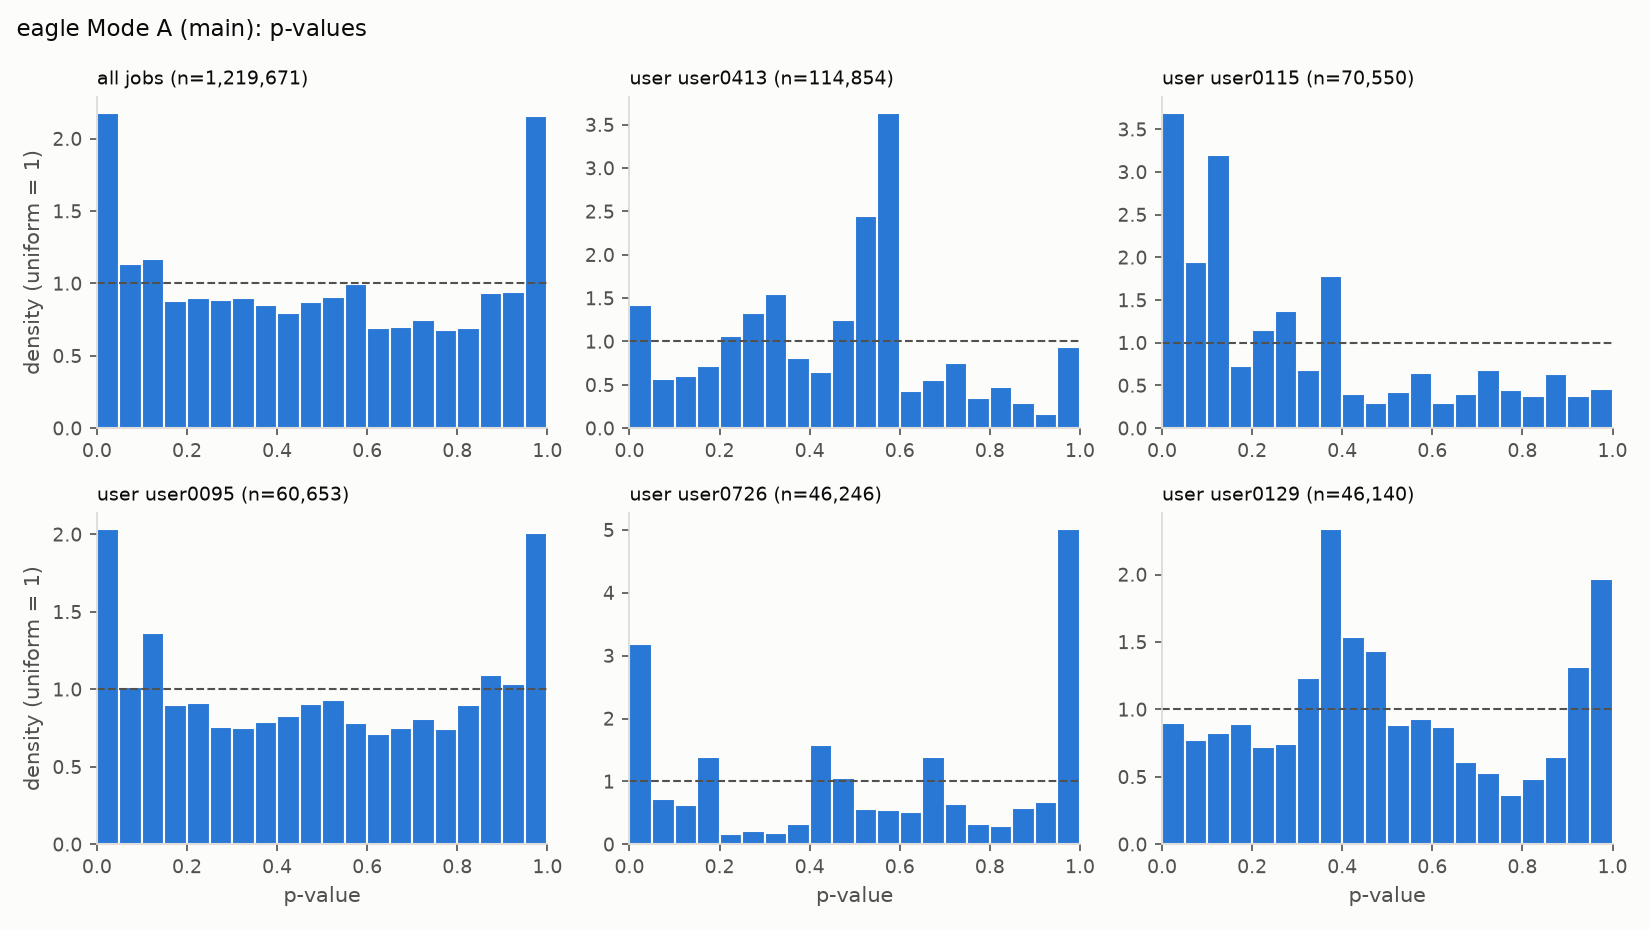 eagle Mode A (main): p-values
all jobs (n=1,219,671)
user user0413 (n=114,854)
user user0115 (n=70,550)
density (uniform = 1)
2.0
1.5
1.0
0.5
0.0
0.0 0.2 0.4 0.6 0.8 1.0
3.5
3.0
2.5
2.0
1.5
1.0
0.5
0.0
0.0 0.2 0.4 0.6 0.8 1.0
3.5
3.0
2.5
2.0
1.5
1.0
0.5
0.0
0.0 0.2 0.4 0.6 0.8 1.0
user user0095 (n=60,653)
user user0726 (n=46,246)
user user0129 (n=46,140)
density (uniform = 1)
2.0
1.5
1.0
0.5
0.0
0.0 0.2 0.4 0.6 0.8 1.0
p-value
5
4
3
2
1
0
0.0 0.2 0.4 0.6 0.8 1.0
p-value
2.0
1.5
1.0
0.5
0.0
0.0 0.2 0.4 0.6 0.8 1.0
p-value